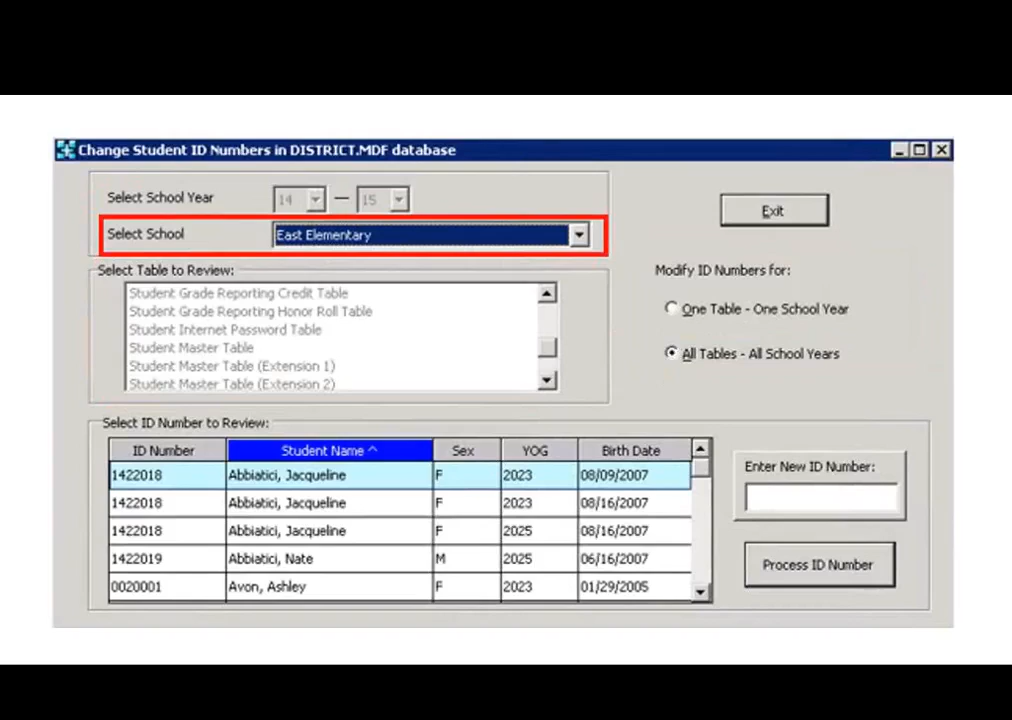 Change Student ID Numbers in DISTRICT.MDF database
Select School Year 14 — 15
Exit
Select School East Elementary
Select Table to Review:
Modify ID Numbers for:
Student Grade Reporting Credit Table
Student Grade Reporting Honor Roll Table
One Table - One School Year
Student Internet Password Table
Student Master Table
All Tables - All School Years
Student Master Table (Extension 1)
Student Master Table (Extension 2)
Select ID Number to Review:
ID Number Student Name ^ Sex YOG Birth Date
1422018 Abbiatici, Jacqueline F 2023 08/09/2007
1422018 Abbiatici, Jacqueline F 2023 08/16/2007
1422018 Abbiatici, Jacqueline F 2025 08/16/2007
1422019 Abbiatici, Nate M 2025 06/16/2007
0020001 Avon, Ashley F 2023 01/29/2005
Enter New ID Number:
Process ID Number